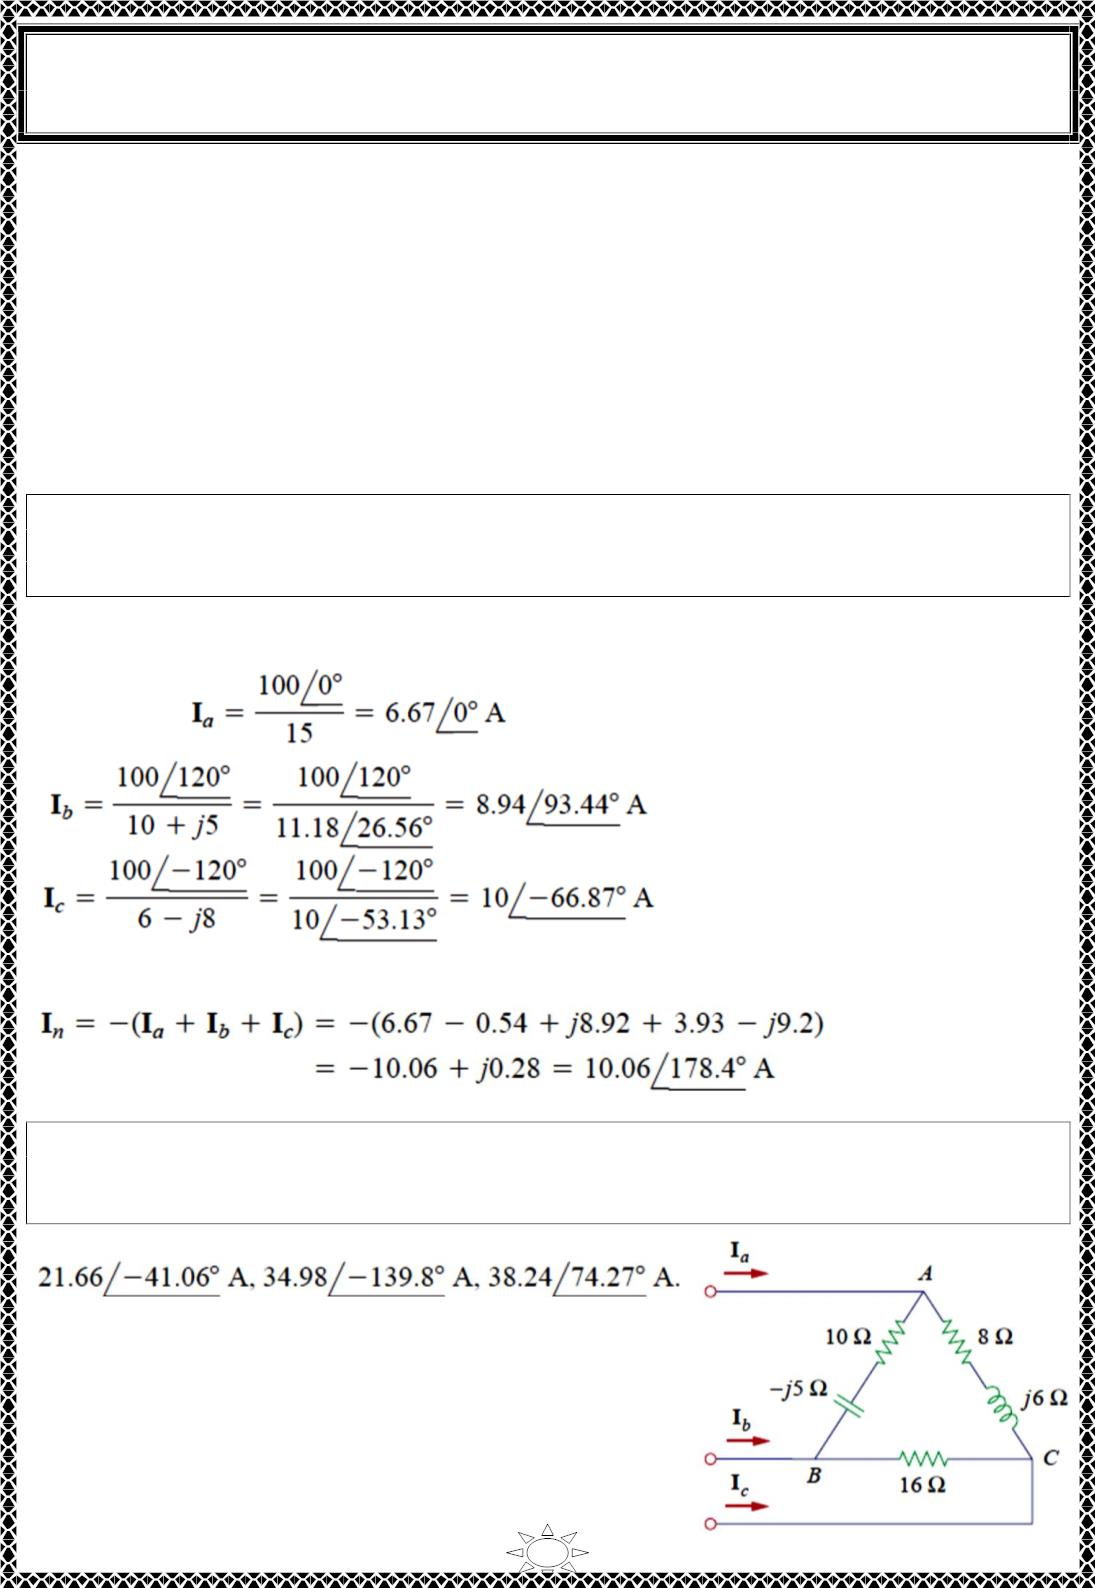 I_a = 100∠0° / 15 = 6.67∠0° A
I_b = 100∠120° / 10 + j5 = 100∠120° / 11.18∠26.56° = 8.94∠93.44° A
I_c = 100∠−120° / 6 − j8 = 100∠−120° / 10∠−53.13° = 10∠−66.87° A
I_n = −(I_a + I_b + I_c) = −(6.67 − 0.54 + j8.92 + 3.93 − j9.2)
= −10.06 + j0.28 = 10.06∠178.4° A
21.66∠−41.06° A, 34.98∠−139.8° A, 38.24∠74.27° A.
I_a
A
10 Ω
8 Ω
−j5 Ω
j6 Ω
I_b
B
C
16 Ω
I_c